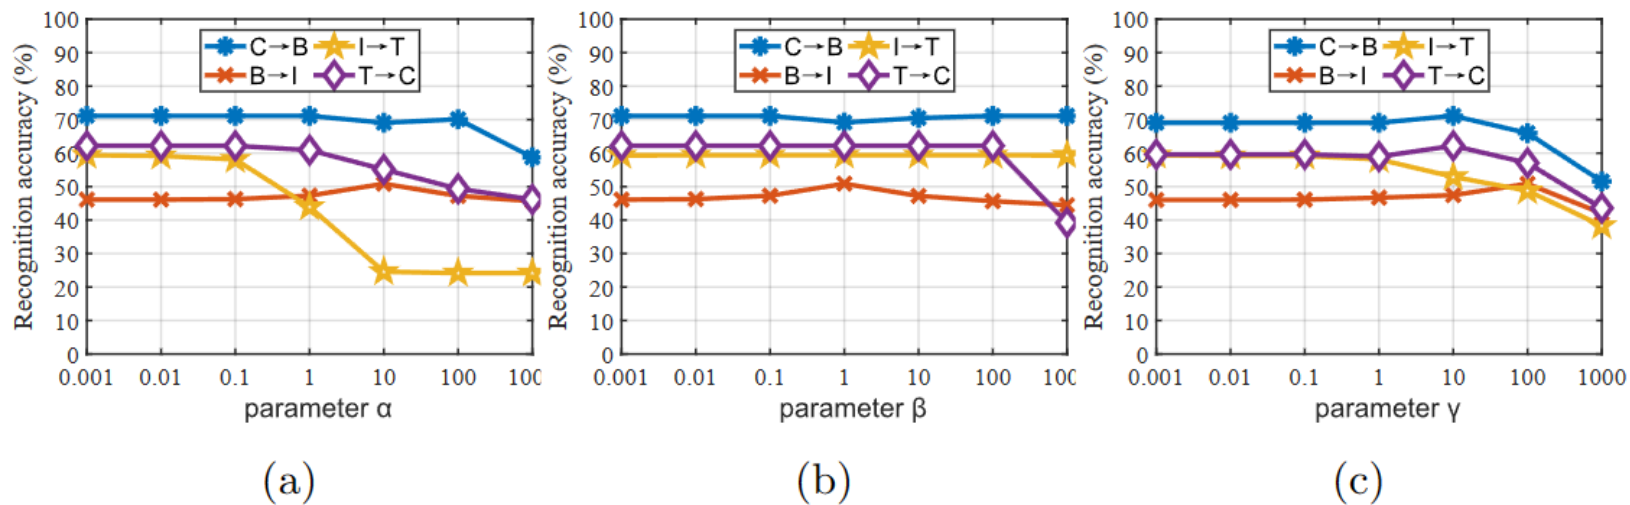 Recognition accuracy (%)
100
90
80
70
60
50
40
30
20
10
0
C→B I→T
B→I T→C
0.001 0.01 0.1 1 10 100 100
parameter α
(a)
Recognition accuracy (%)
100
90
80
70
60
50
40
30
20
10
0
C→B I→T
B→I T→C
0.001 0.01 0.1 1 10 100 100
parameter β
(b)
Recognition accuracy (%)
100
90
80
70
60
50
40
30
20
10
0
C→B I→T
B→I T→C
0.001 0.01 0.1 1 10 100 1000
parameter γ
(c)